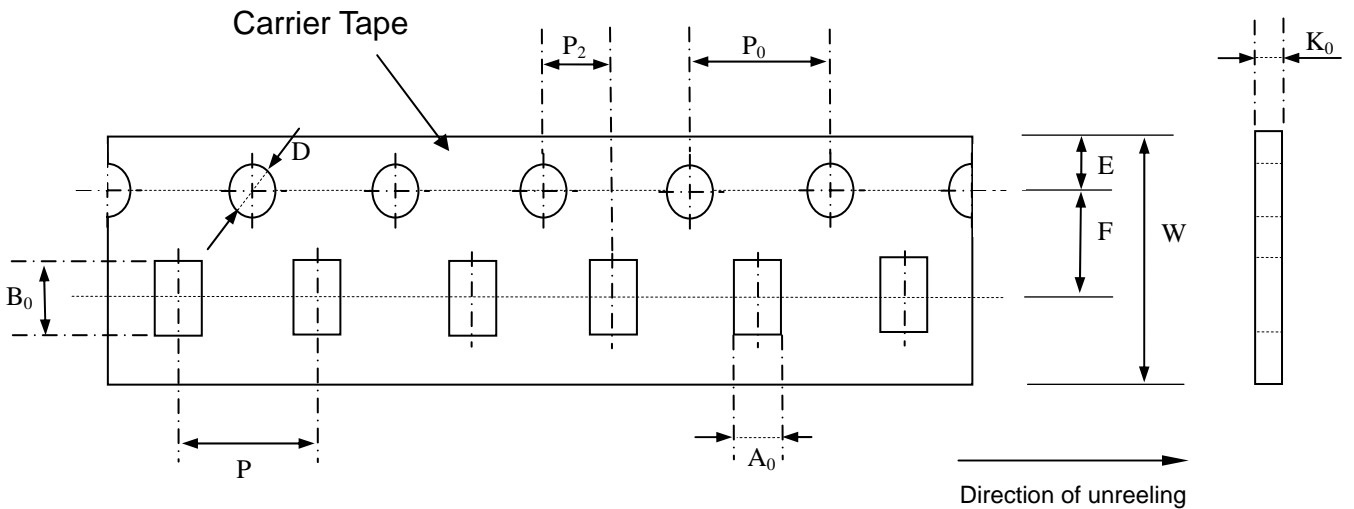 Carrier Tape
P₂
P₀
K₀
D
E
F
W
B₀
P
A₀
Direction of unreeling